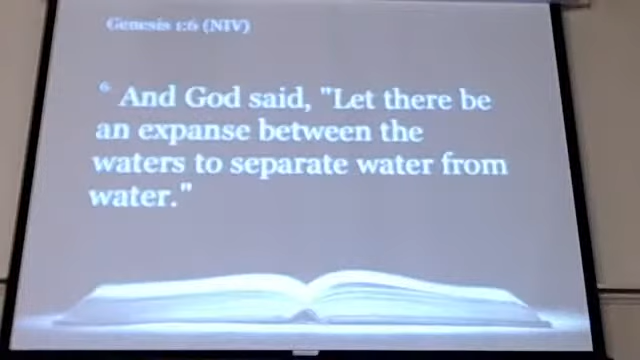 Genesis 1:6 (NIV)
6 And God said, "Let there be
an expanse between the
waters to separate water from
water."